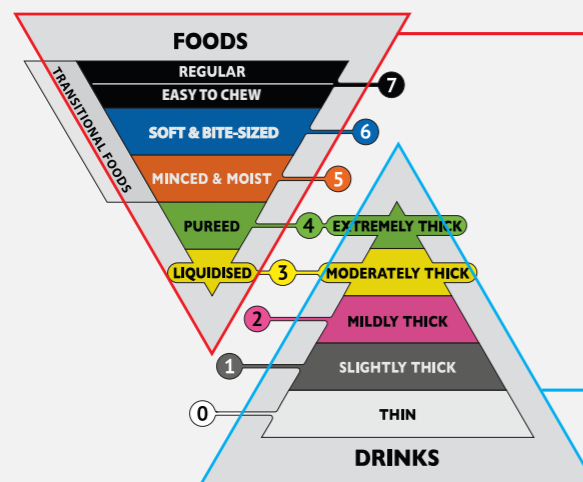 FOODS
REGULAR
EASY TO CHEW
7
TRANSITIONAL FOODS
SOFT & BITE-SIZED
6
MINCED & MOIST
5
PUREED
4
EXTREMELY THICK
LIQUIDISED
3
MODERATELY THICK
2
MILDLY THICK
1
SLIGHTLY THICK
0
THIN
DRINKS